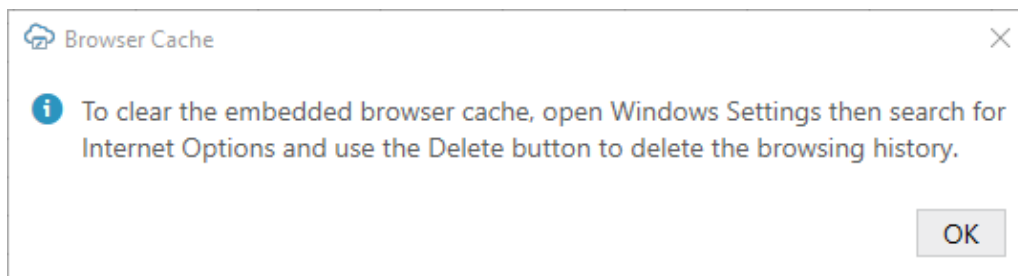 Browser Cache
To clear the embedded browser cache, open Windows Settings then search for
Internet Options and use the Delete button to delete the browsing history.
OK